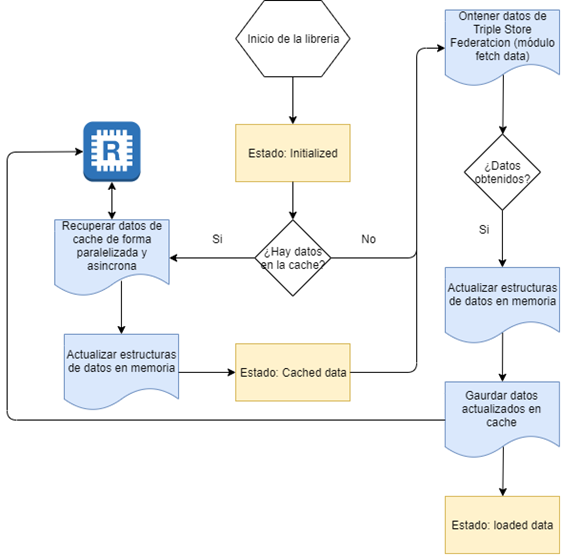 Inicio de la libreria
Estado: Initialized
¿Hay datos
en la cache?
Si
No
R
Recuperar datos de
cache de forma
paralelizada y
asincrona
Actualizar estructuras
de datos en memoria
Estado: Cached data
Ontener datos de
Triple Store
Federatcion (módulo
fetch data)
¿Datos
obtenidos?
Si
Actualizar estructuras
de datos en memoria
Gaurdar datos
actualizados en
cache
Estado: loaded data